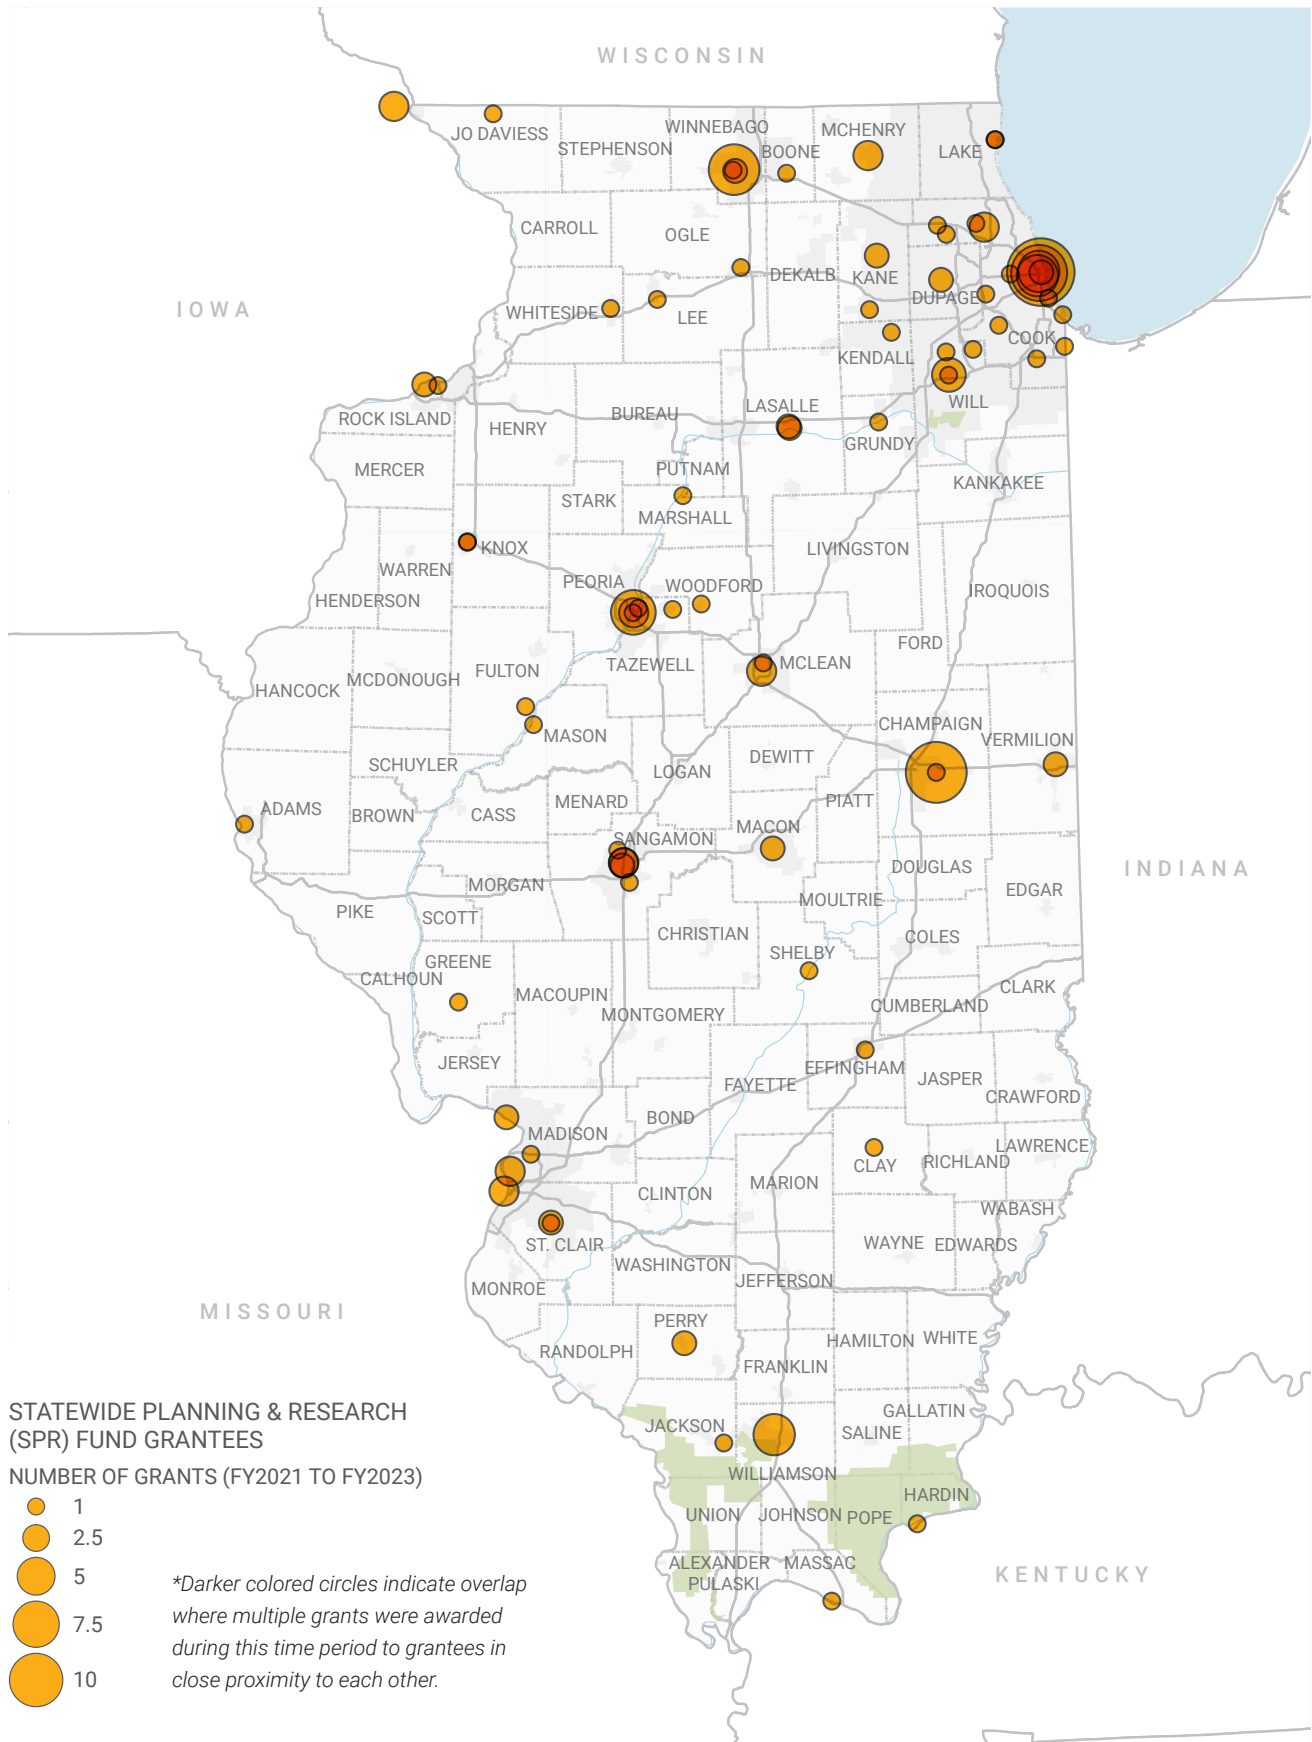 WISCONSIN
JO DAVIESS
STEPHENSON
WINNEBAGO
BOONE
MCHENRY
LAKE
CARROLL
OGLE
DEKALB
KANE
DUPAGE
IOWA
WHITESIDE
LEE
COOK
KENDALL
ROCK ISLAND
HENRY
BUREAU
LASALLE
WILL
GRUNDY
MERCER
PUTNAM
KANKAKEE
STARK
MARSHALL
KNOX
LIVINGSTON
WARREN
PEORIA
WOODFORD
IROQUOIS
HENDERSON
FORD
HANCOCK
MCDONOUGH
FULTON
TAZEWELL
MCLEAN
CHAMPAIGN
VERMILION
MASON
SCHUYLER
LOGAN
DEWITT
ADAMS
BROWN
CASS
MENARD
PIATT
SANGAMON
MACON
DOUGLAS
INDIANA
EDGAR
MORGAN
MOULTRIE
PIKE
SCOTT
CHRISTIAN
COLES
SHELBY
GREENE
CALHOUN
MACOUPIN
CLARK
CUMBERLAND
MONTGOMERY
JERSEY
EFFINGHAM
FAYETTE
JASPER
CRAWFORD
BOND
MADISON
LAWRENCE
CLAY
RICHLAND
MARION
CLINTON
WABASH
ST. CLAIR
WAYNE
EDWARDS
WASHINGTON
JEFFERSON
MONROE
MISSOURI
PERRY
HAMILTON
WHITE
RANDOLPH
FRANKLIN
GALLATIN
JACKSON
SALINE
WILLIAMSON
HARDIN
UNION
JOHNSON
POPE
ALEXANDER
MASSAC
PULASKI
KENTUCKY
STATEWIDE PLANNING & RESEARCH
(SPR) FUND GRANTEES
NUMBER OF GRANTS (FY2021 TO FY2023)
1
2.5
5
7.5
10
*Darker colored circles indicate overlap
where multiple grants were awarded
during this time period to grantees in
close proximity to each other.